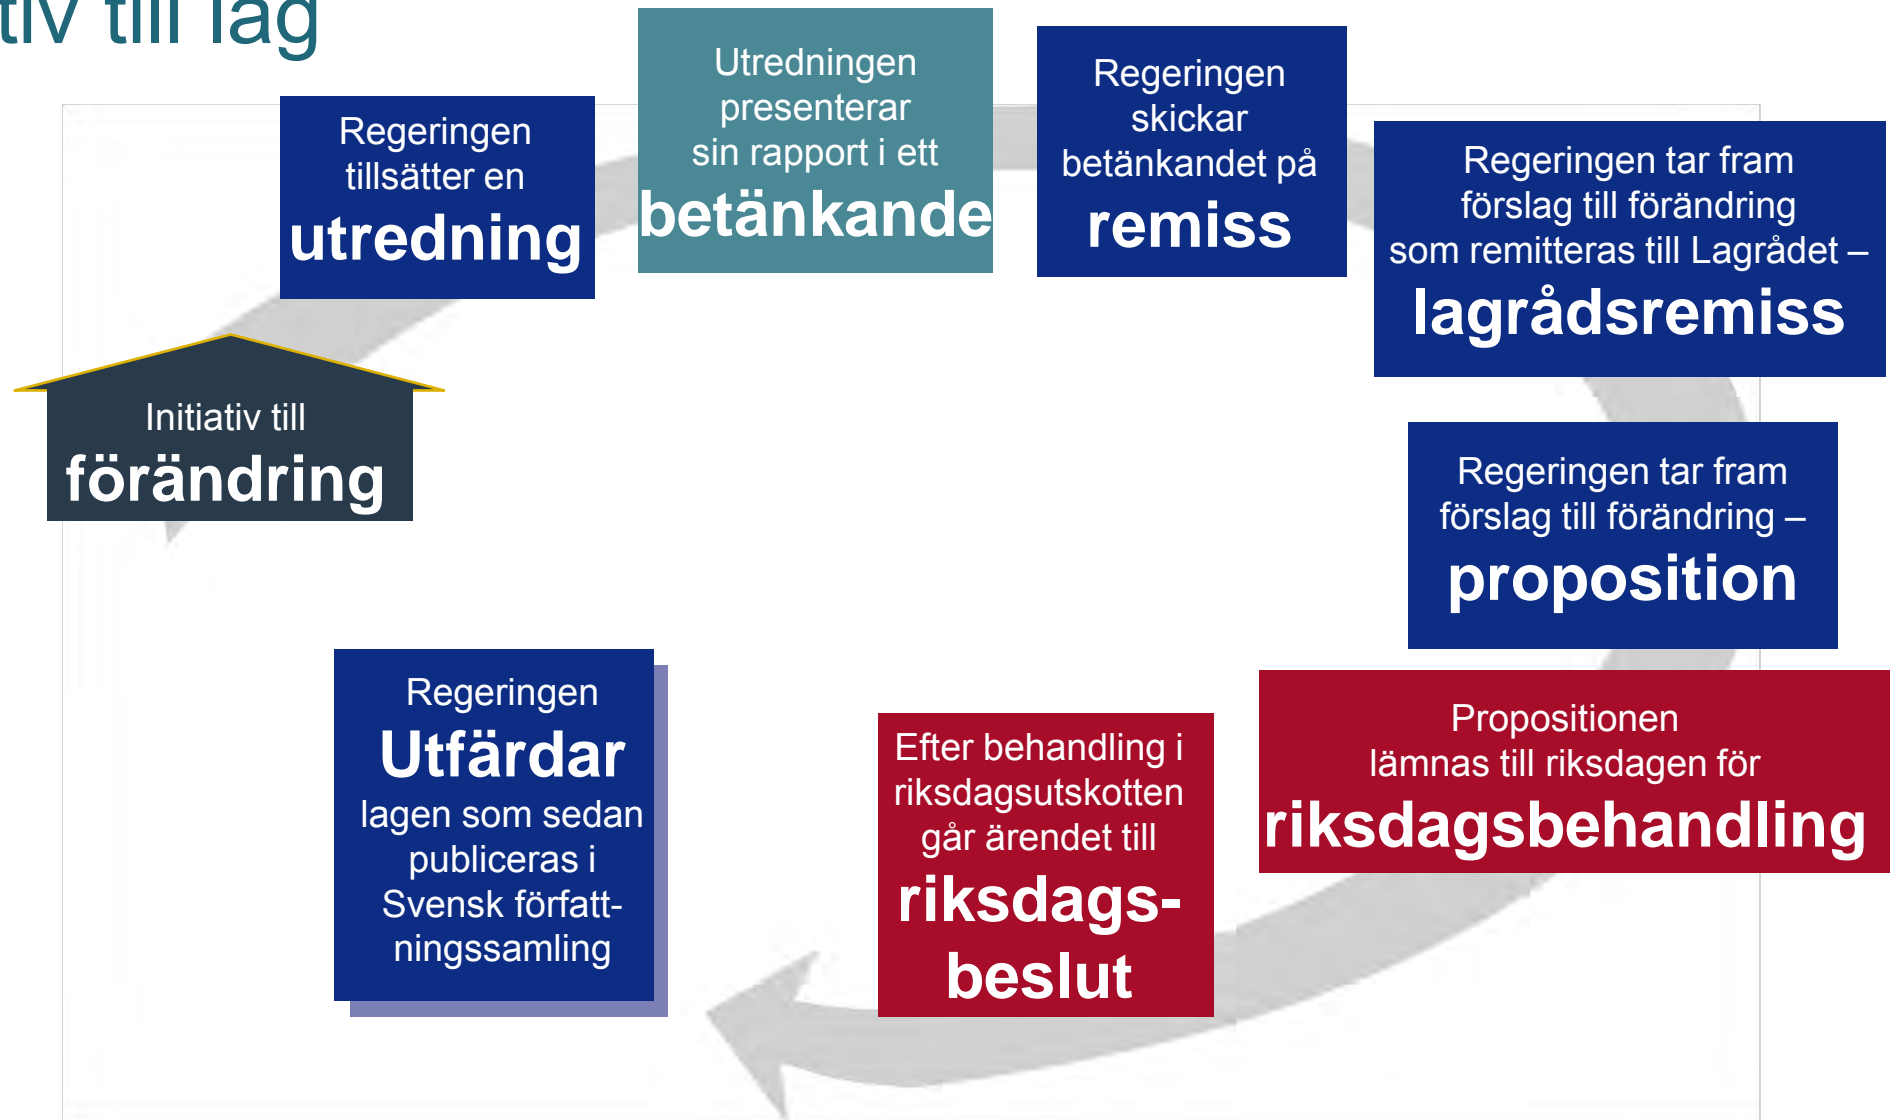 tiv till lag
Initiativ till
förändring
Regeringen
tillsätter en
utredning
Utredningen
presenterar
sin rapport i ett
betänkande
Regeringen
skickar
betänkandet på
remiss
Regeringen tar fram
förslag till förändring
som remitteras till Lagrådet –
lagrådsremiss
Regeringen tar fram
förslag till förändring –
proposition
Propositionen
lämnas till riksdagen för
riksdagsbehandling
Efter behandling i
riksdagsutskotten
går ärendet till
riksdags-
beslut
Regeringen
Utfärdar
lagen som sedan
publiceras i
Svensk författ-
ningssamling